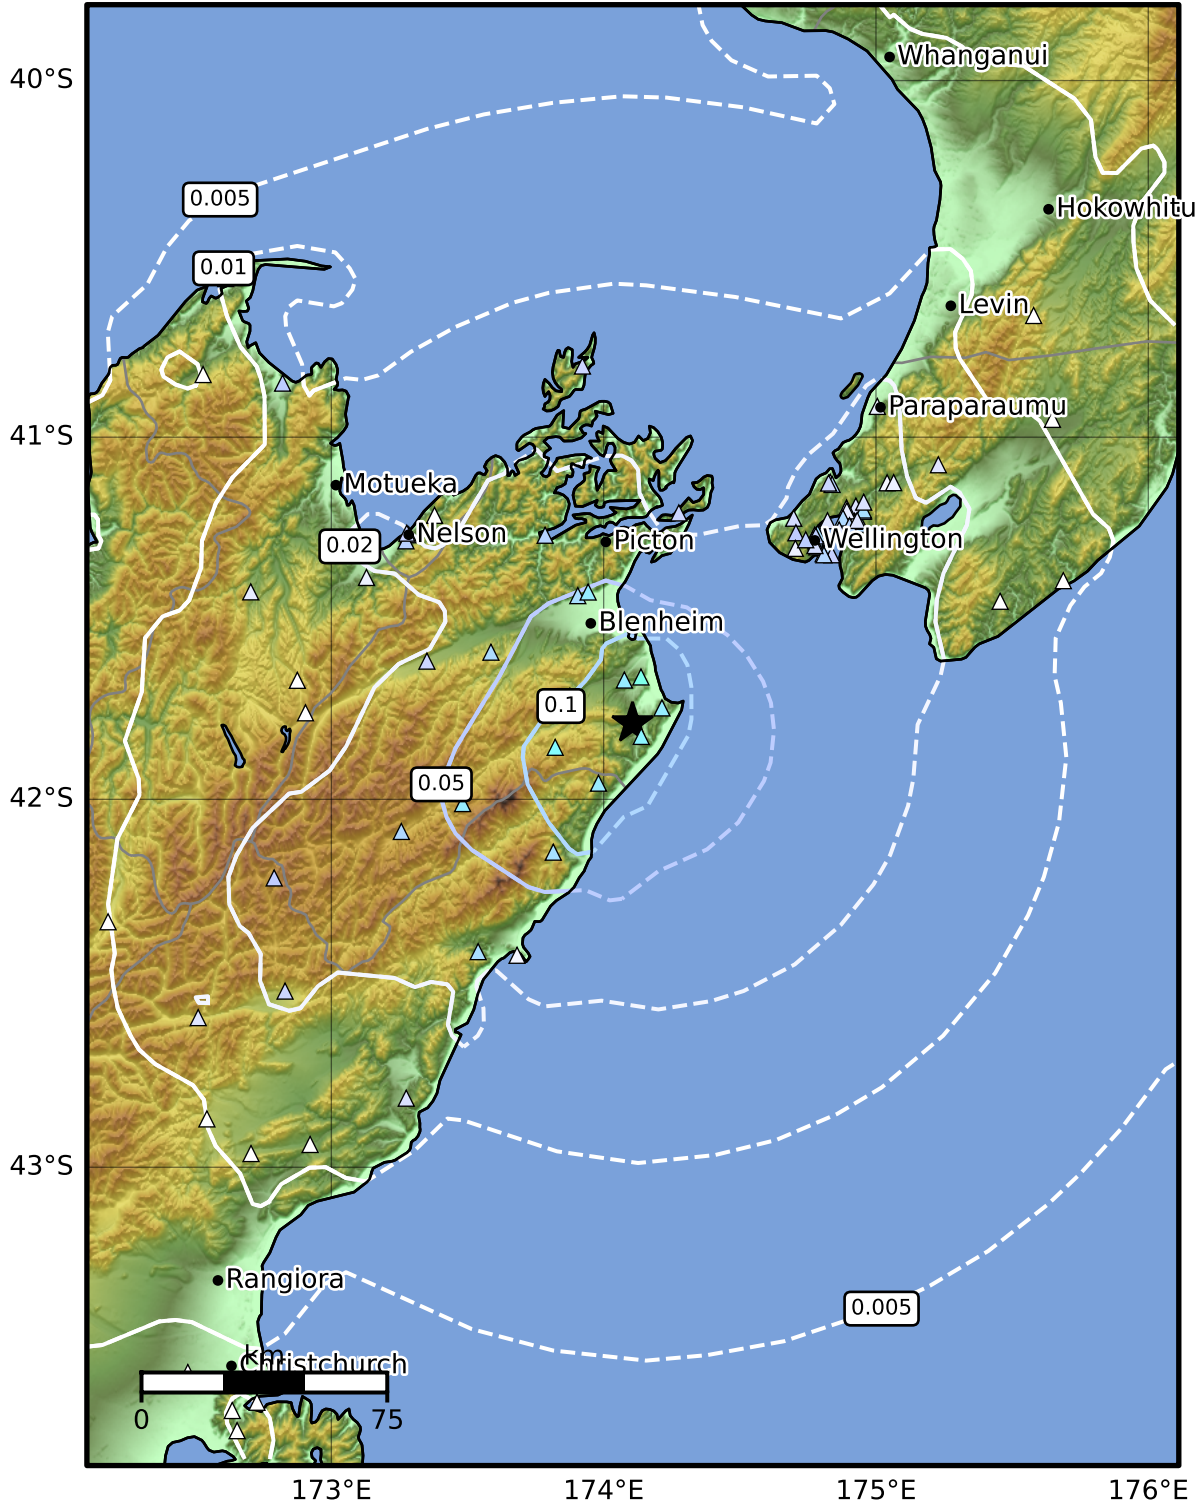 Whanganui
40°S
0.005
Hokowhitu
0.01
Levin
Paraparaumu
41°S
Motueka
Nelson
0.02
Picton
Wellington
Blenheim
0.1
0.05
42°S
43°S
Rangiora
0.005
km
Christchurch
0
75
173°E
174°E
175°E
176°E